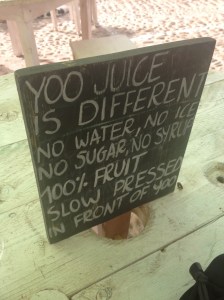 YOO JUICE
IS DIFFERENT
NO WATER, NO ICE
NO SUGAR, NO SYRUP
100% FRUIT
SLOW PRESSED
IN FRONT OF YOU